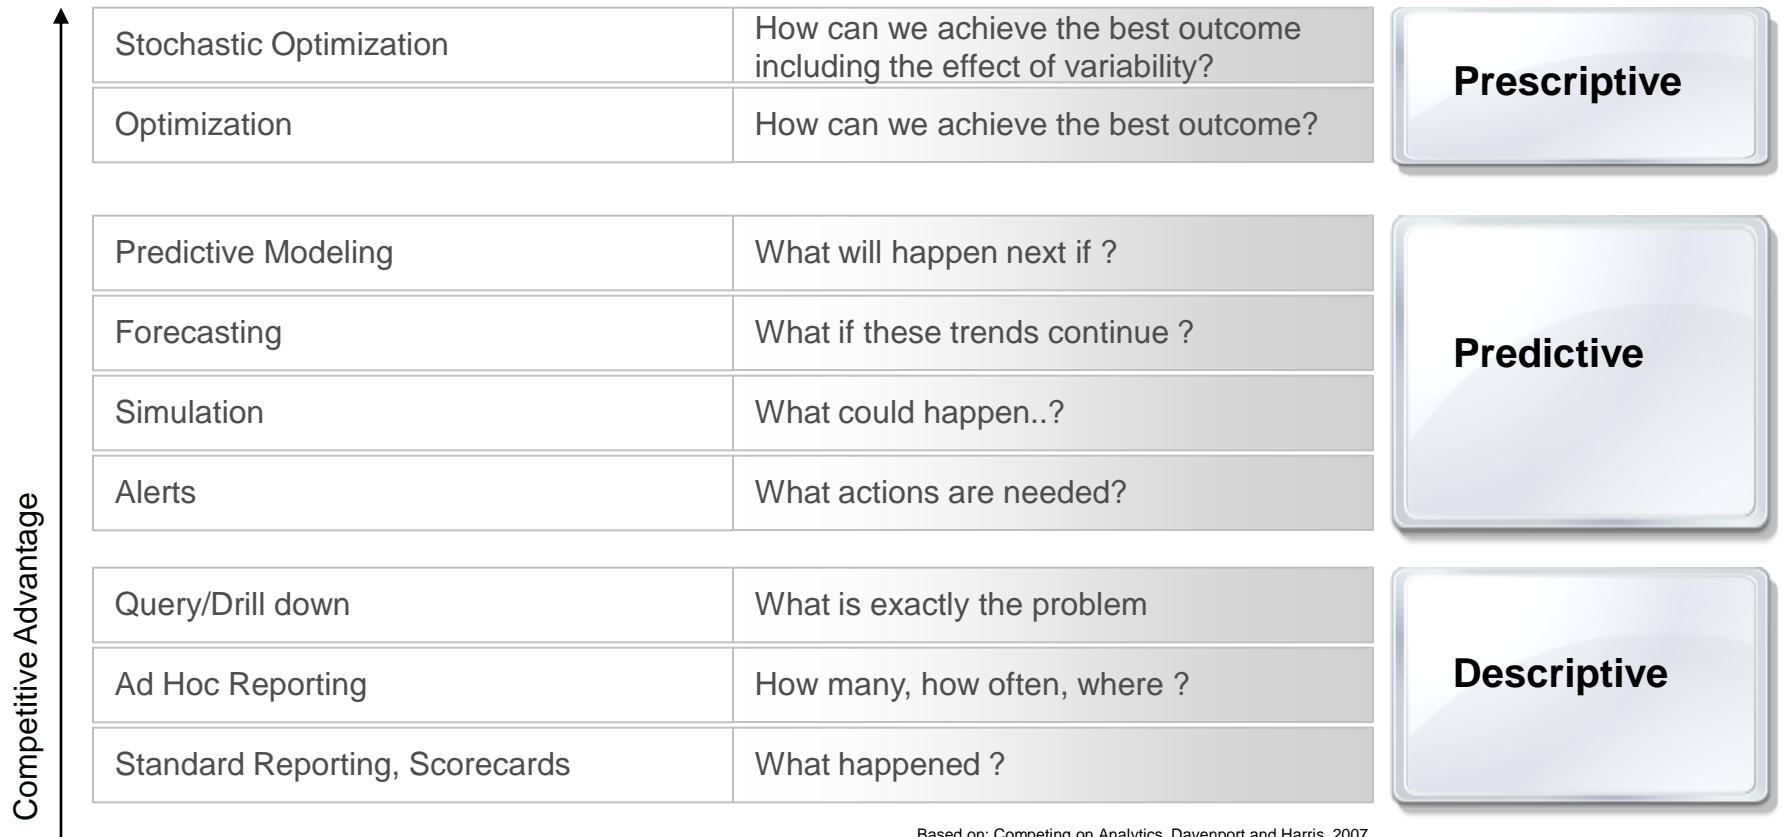 Stochastic Optimization
How can we achieve the best outcome
including the effect of variability?
Prescriptive
Optimization
How can we achieve the best outcome?
Predictive Modeling
What will happen next if ?
Forecasting
What if these trends continue ?
Predictive
Simulation
What could happen..?
Alerts
What actions are needed?
Query/Drill down
What is exactly the problem
Ad Hoc Reporting
How many, how often, where ?
Descriptive
Standard Reporting, Scorecards
What happened ?
Competitive Advantage
Based on: Competing on Analytics, Davenport and Harris, 2007